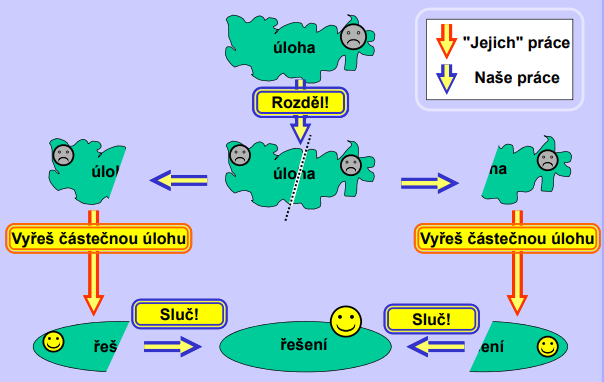 úloha
"Jejich" práce
Naše práce
Rozděl!
úlol
úloha
ha
Vyřeš částečnou úlohu
Vyřeš částečnou úlohu
Sluč!
Sluč!
řeš
řešení
ení